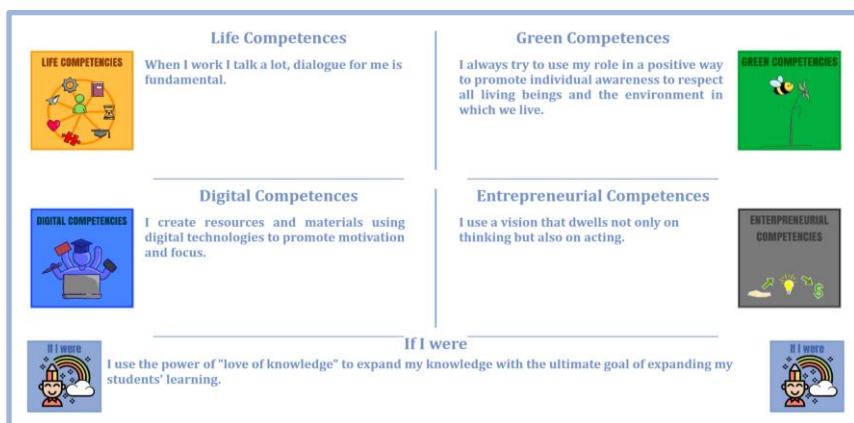 Life Competences
LIFE COMPETENCIES
When I work I talk a lot, dialogue for me is
fundamental.
Green Competences
I always try to use my role in a positive way
to promote individual awareness to respect
all living beings and the environment in
which we live.
GREEN COMPETENCIES
Digital Competences
DIGITAL COMPETENCIES
I create resources and materials using
digital technologies to promote motivation
and focus.
Entrepreneurial Competences
I use a vision that dwells not only on
thinking but also on acting.
ENTERPRENEURIAL
COMPETENCIES
If I were
If I were
I use the power of "love of knowledge" to expand my knowledge with the ultimate goal of expanding my
students' learning.
If I were